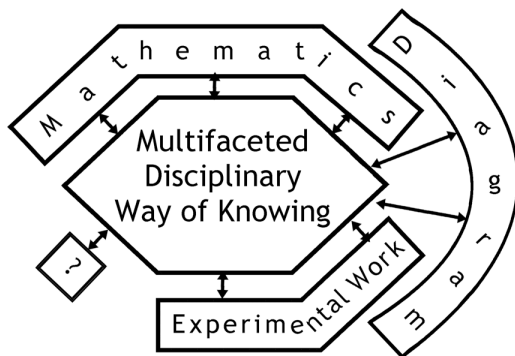 Mathematics
Diagram
Multifaceted
Disciplinary
Way of Knowing
?
Experimental Work